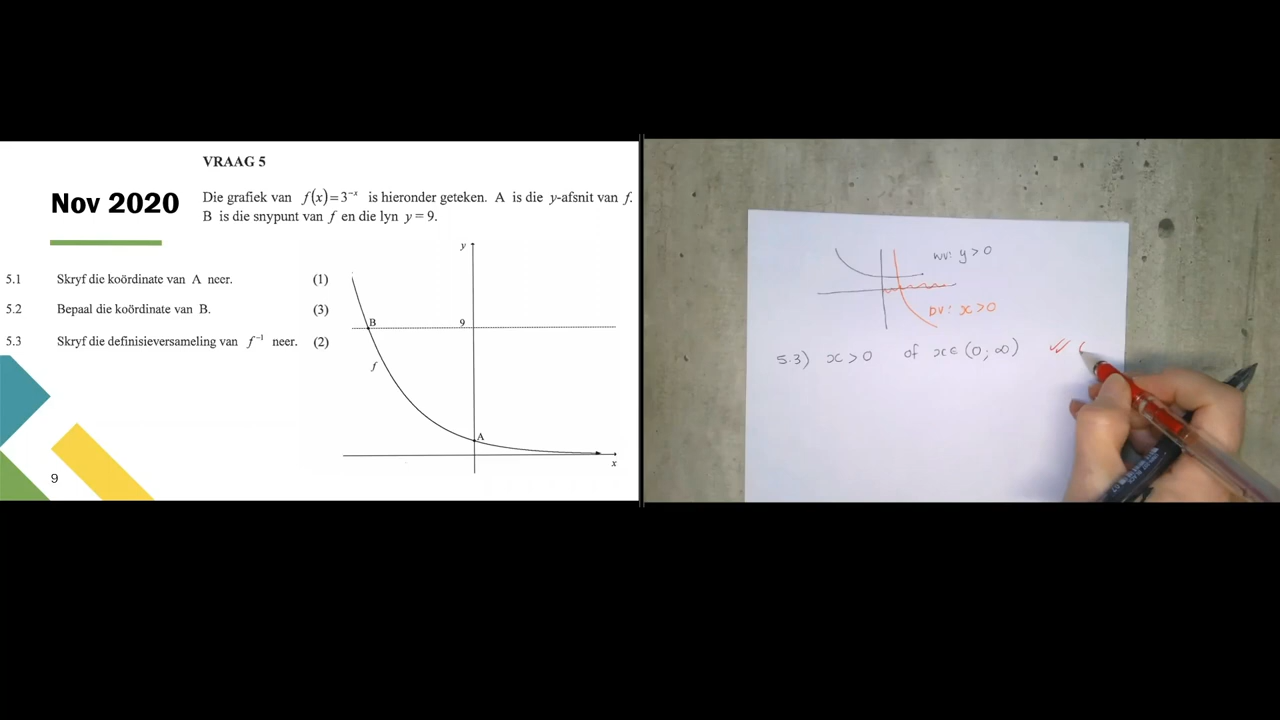 VRAAG 5
Nov 2020
Die grafiek van f(x)=3⁻ˣ is hieronder geteken. A is die y-afsnit van f.
B is die snypunt van f en die lyn y = 9.
5.1 Skryf die koördinate van A neer. (1)
5.2 Bepaal die koördinate van B. (3)
5.3 Skryf die definisieversameling van f⁻¹ neer. (2)
y
B
9
f
A
x
9
WV: y > 0
DV: x > 0
5.3) x > 0 of x ∈ (0; ∞)